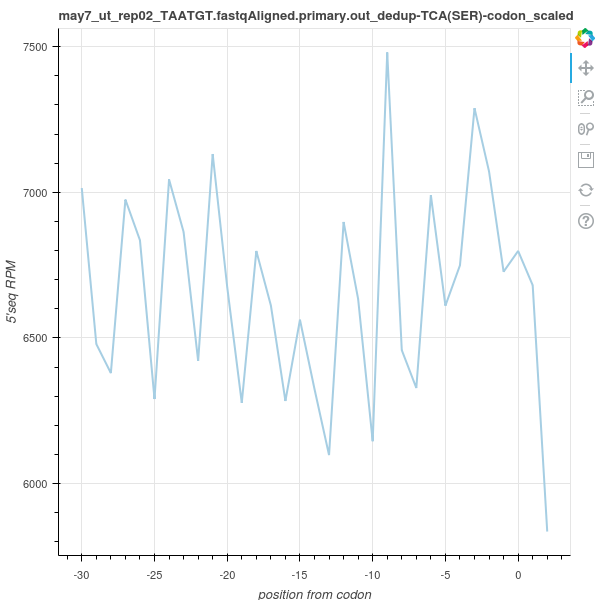 may7_ut_rep02_TAATGT.fastqAligned.primary.out_dedup-TCA(SER)-codon_scaled
7500
7000
6500
6000
5'seq RPM
-30 -25 -20 -15 -10 -5 0
position from codon